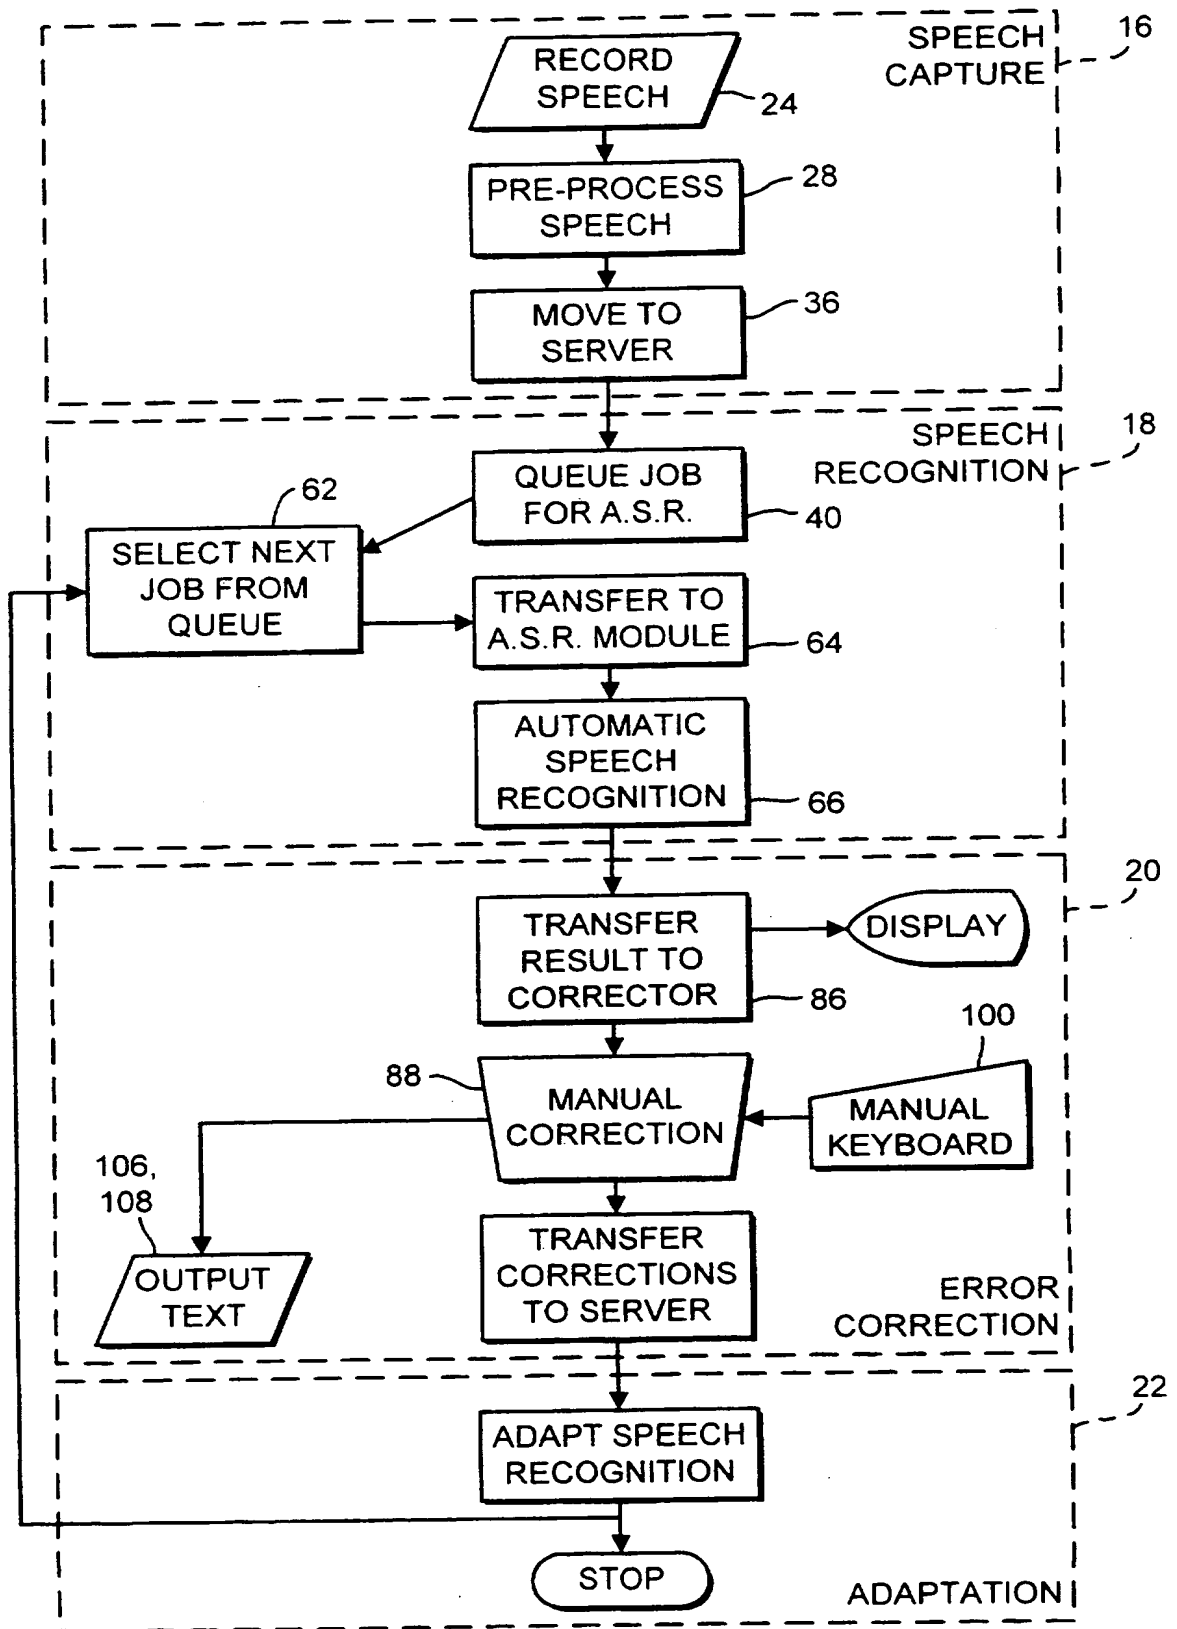 SPEECH
CAPTURE
16
RECORD
SPEECH
24
PRE-PROCESS
SPEECH
28
MOVE TO
SERVER
36
SPEECH
RECOGNITION
18
QUEUE JOB
FOR A.S.R.
40
62
SELECT NEXT
JOB FROM
QUEUE
TRANSFER TO
A.S.R. MODULE
64
AUTOMATIC
SPEECH
RECOGNITION
66
20
TRANSFER
RESULT TO
CORRECTOR
86
DISPLAY
100
88
MANUAL
CORRECTION
MANUAL
KEYBOARD
106,
108
OUTPUT
TEXT
TRANSFER
CORRECTIONS
TO SERVER
ERROR
CORRECTION
22
ADAPT SPEECH
RECOGNITION
STOP
ADAPTATION